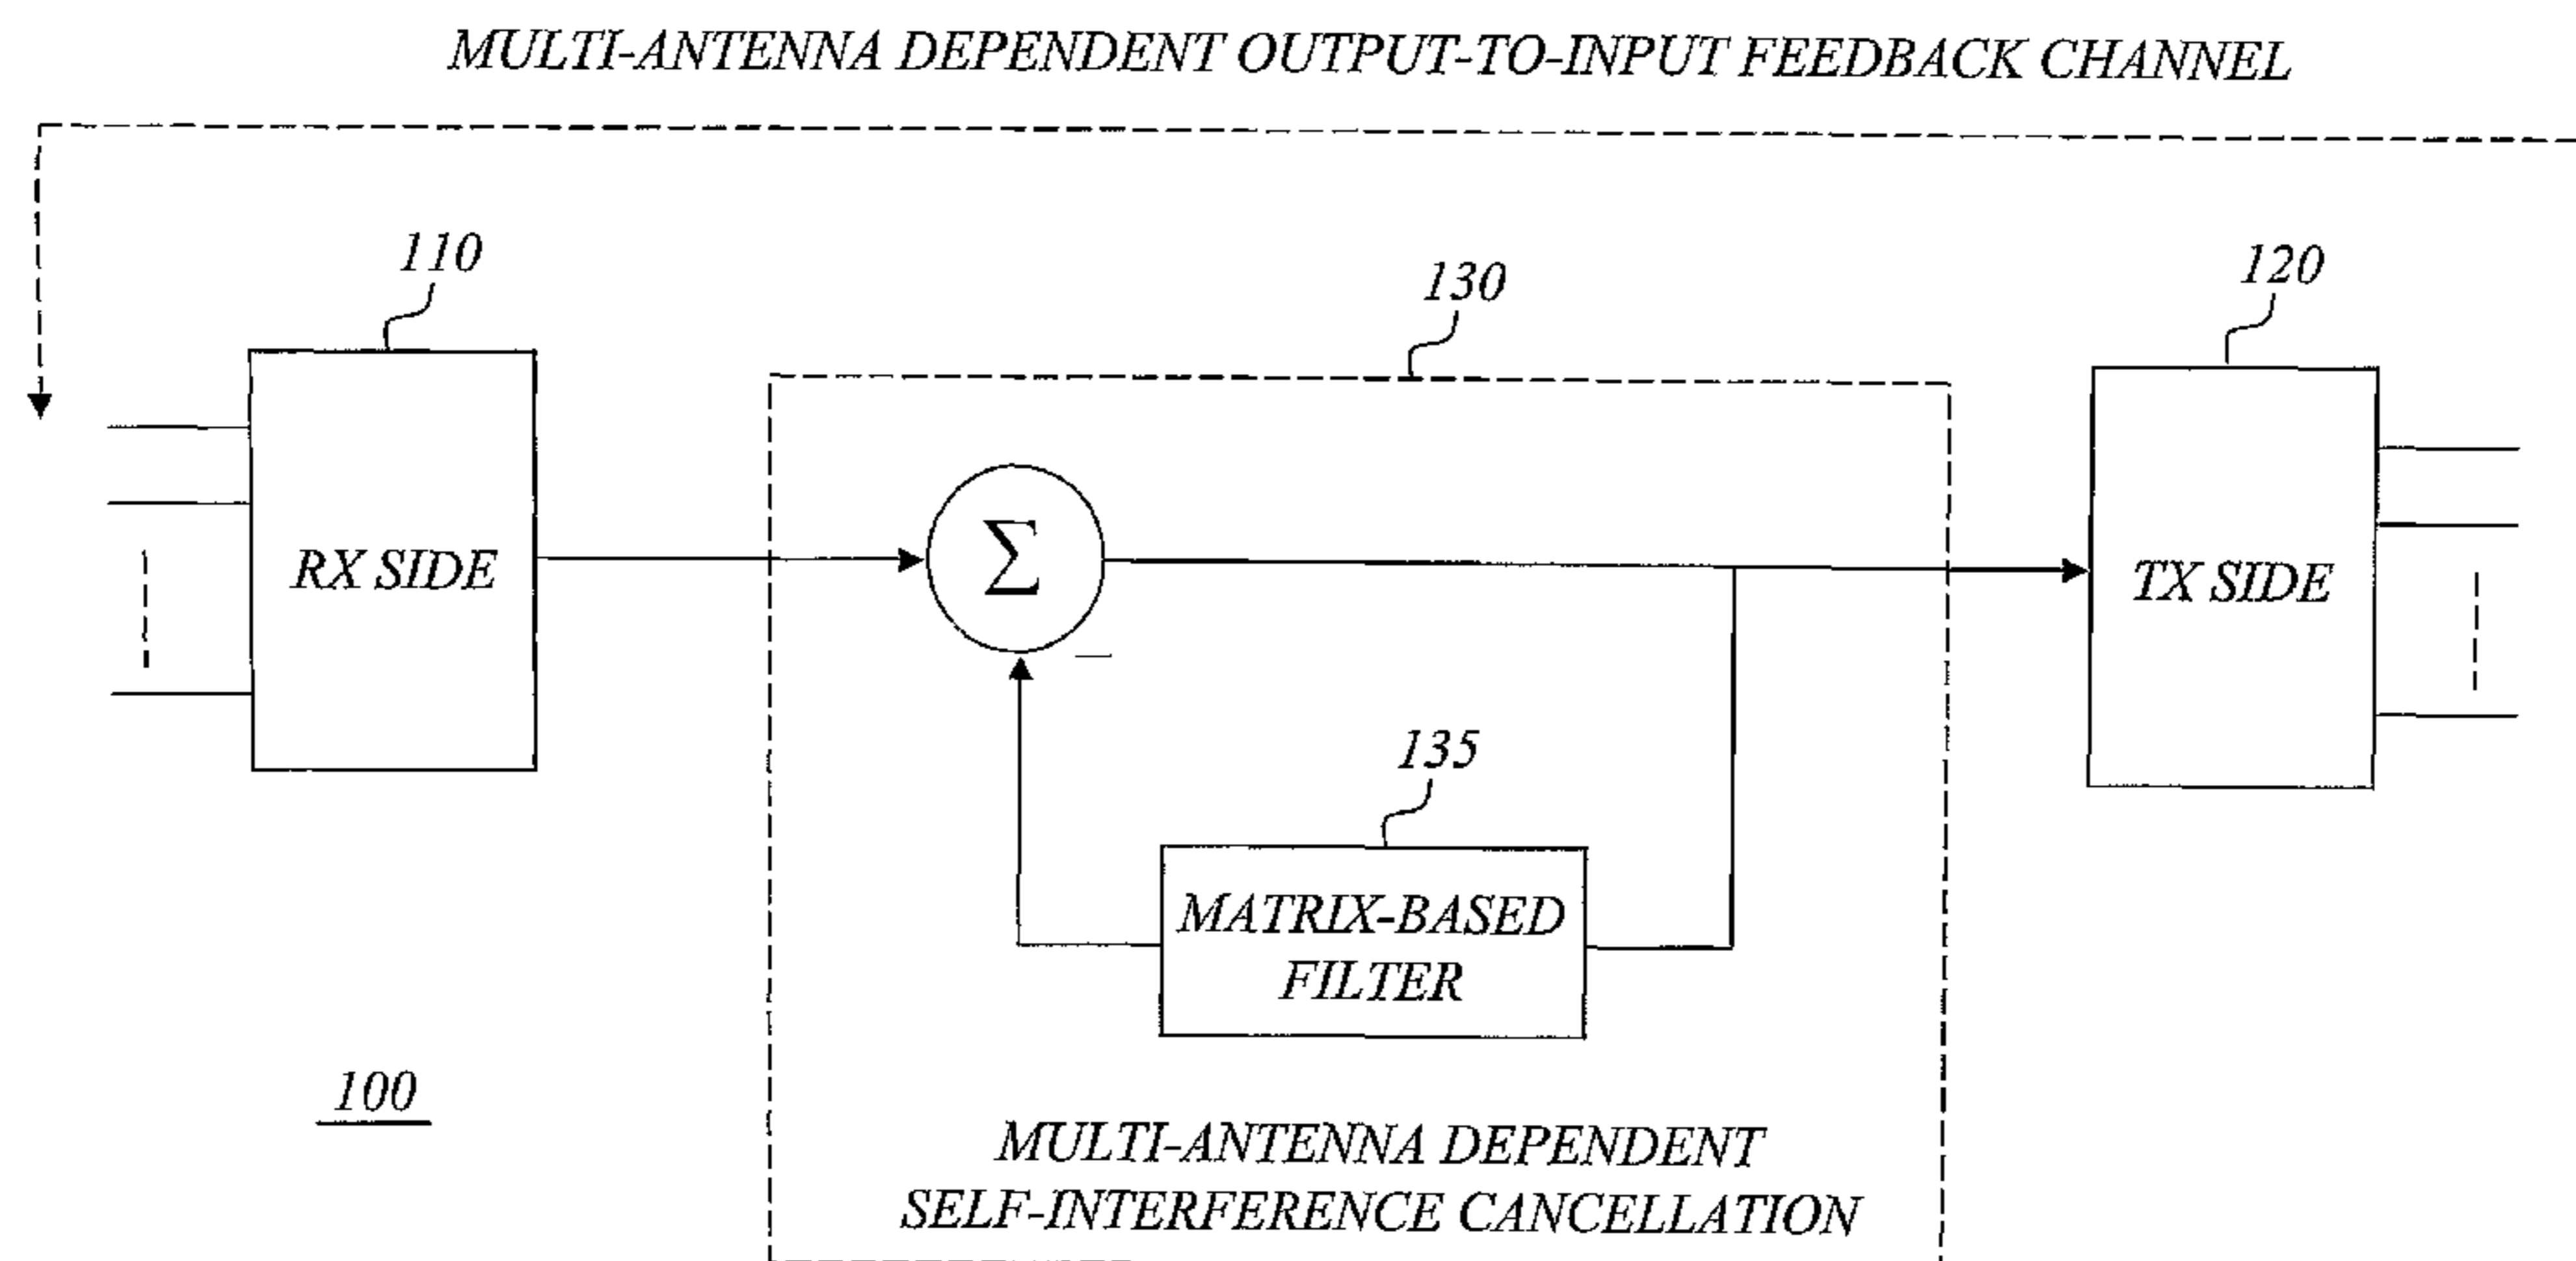 MULTI-ANTENNA DEPENDENT OUTPUT-TO-INPUT FEEDBACK CHANNEL
110
130
120
RX SIDE
Σ
TX SIDE
–
135
MATRIX-BASED
FILTER
100
MULTI-ANTENNA DEPENDENT
SELF-INTERFERENCE CANCELLATION